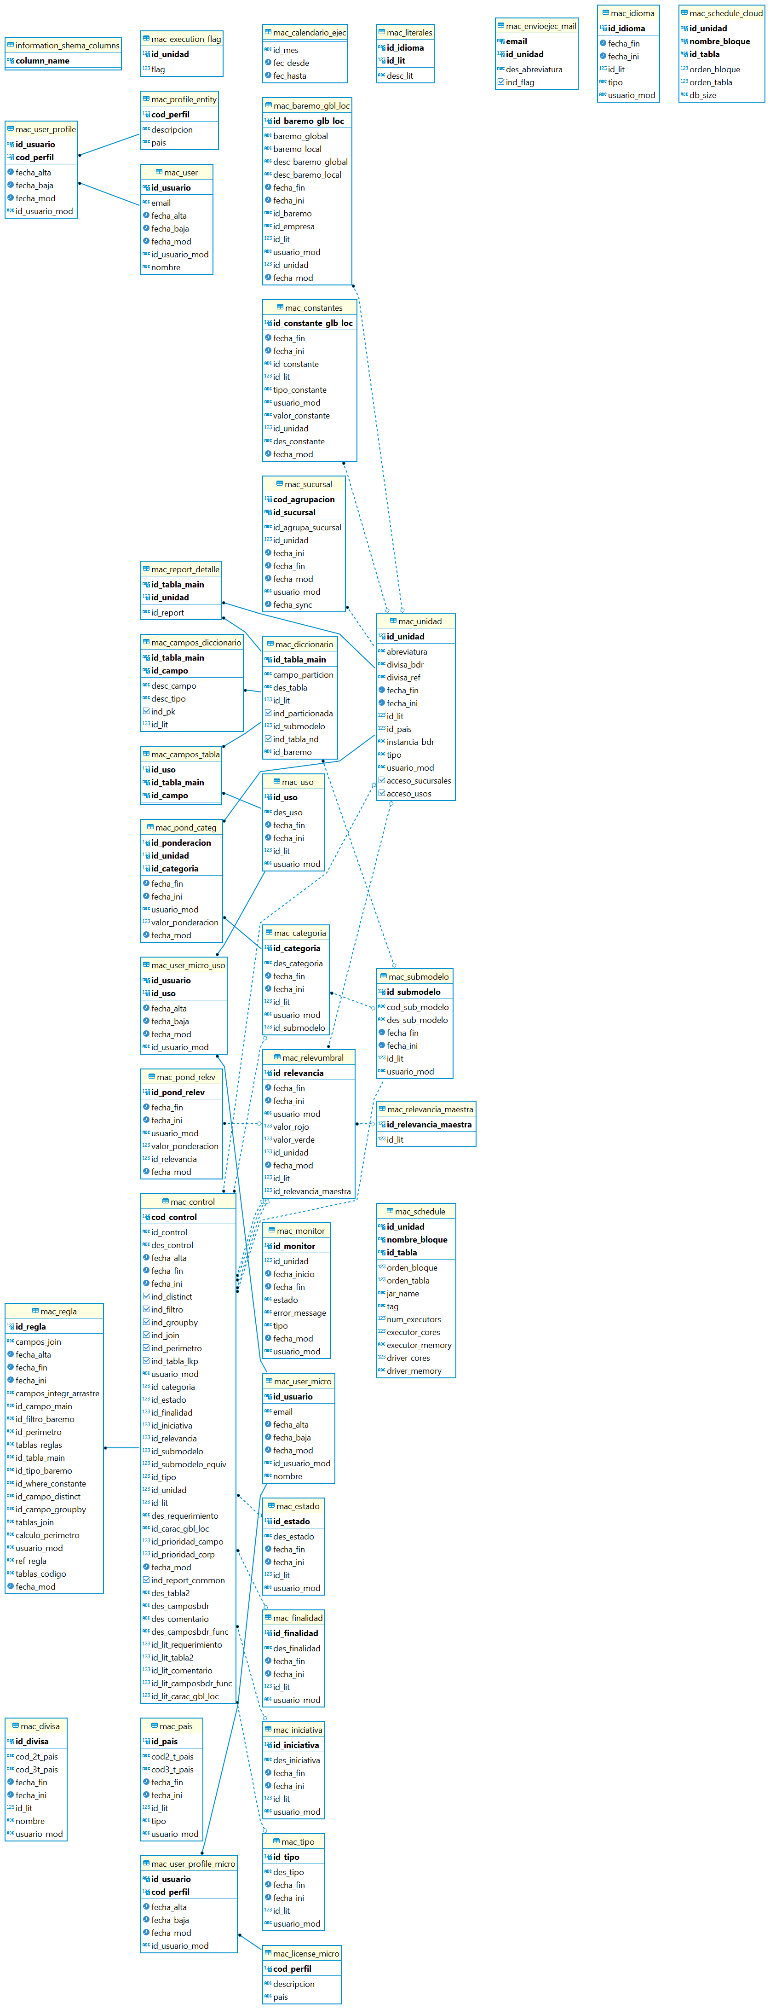 information_shema_columns
column_name
mac_execution_flag
id_unidad
flag
mac_calendario_ejec
id_mes
fec_desde
fec_hasta
mac_literales
id_idioma
id_lit
desc_lit
mac_envioejec_mail
email
id_unidad
des_abreviatura
ind_flag
mac_idioma
id_idioma
fecha_fin
fecha_ini
id_lit
tipo
usuario_mod
mac_schedule_cloud
id_unidad
nombre_bloque
id_tabla
orden_bloque
orden_tabla
db_size
mac_user_profile
id_usuario
cod_perfil
fecha_alta
fecha_baja
fecha_mod
id_usuario_mod
mac_profile_entity
cod_perfil
descripcion
pais
mac_user
id_usuario
email
fecha_alta
fecha_baja
fecha_mod
id_usuario_mod
nombre
mac_baremo_gbl_loc
id_baremo_glb_loc
baremo_global
baremo_local
desc_baremo_global
desc_baremo_local
fecha_fin
fecha_ini
id_baremo
id_empresa
id_lit
usuario_mod
id_unidad
fecha_mod
mac_constantes
id_constante_glb_loc
fecha_fin
fecha_ini
id_constante
id_lit
tipo_constante
usuario_mod
valor_constante
id_unidad
des_constante
fecha_mod
mac_sucursal
cod_agrupacion
id_sucursal
id_agrupa_sucursal
id_unidad
fecha_ini
fecha_fin
fecha_mod
usuario_mod
fecha_sync
mac_report_detalle
id_tabla_main
id_unidad
id_report
mac_unidad
id_unidad
abreviatura
divisa_bdr
divisa_ref
fecha_fin
fecha_ini
id_lit
id_pais
instancia_bdr
tipo
usuario_mod
acceso_sucursales
acceso_usos
mac_campos_diccionario
id_tabla_main
id_campo
desc_campo
desc_tipo
ind_pk
id_lit
mac_diccionario
id_tabla_main
campo_particion
des_tabla
id_lit
ind_particionada
id_submodelo
ind_tabla_nd
id_baremo
mac_campos_tabla
id_uso
id_tabla_main
id_campo
mac_uso
id_uso
des_uso
fecha_fin
fecha_ini
id_lit
usuario_mod
mac_pond_categ
id_ponderacion
id_unidad
id_categoria
fecha_fin
fecha_ini
usuario_mod
valor_ponderacion
fecha_mod
mac_categoria
id_categoria
des_categoria
fecha_fin
fecha_ini
id_lit
usuario_mod
id_submodelo
mac_user_micro_uso
id_usuario
id_uso
fecha_alta
fecha_baja
fecha_mod
id_usuario_mod
mac_submodelo
id_submodelo
cod_sub_modelo
des_sub_modelo
fecha_fin
fecha_ini
id_lit
usuario_mod
mac_pond_relev
id_pond_relev
fecha_fin
fecha_ini
usuario_mod
valor_ponderacion
id_relevancia
fecha_mod
mac_relevumbral
id_relevancia
fecha_fin
fecha_ini
usuario_mod
valor_rojo
valor_verde
id_unidad
fecha_mod
id_lit
id_relevancia_maestra
mac_relevancia_maestra
id_relevancia_maestra
id_lit
mac_control
cod_control
id_control
des_control
fecha_alta
fecha_fin
fecha_ini
ind_distinct
ind_filtro
ind_groupby
ind_join
ind_perimetro
ind_tabla_lkp
usuario_mod
id_categoria
id_estado
id_finalidad
id_iniciativa
id_relevancia
id_submodelo
id_submodelo_equiv
id_tipo
id_unidad
id_lit
des_requerimiento
id_carac_gbl_loc
id_prioridad_campo
id_prioridad_corp
fecha_mod
ind_report_common
des_tabla2
des_camposbdr
des_comentario
des_camposbdr_func
id_lit_requerimiento
id_lit_tabla2
id_lit_comentario
id_lit_camposbdr_func
id_lit_carac_gbl_loc
mac_schedule
id_unidad
nombre_bloque
id_tabla
orden_bloque
orden_tabla
jar_name
tag
num_executors
executor_cores
executor_memory
driver_cores
driver_memory
mac_monitor
id_monitor
id_unidad
fecha_inicio
fecha_fin
estado
error_message
tipo
fecha_mod
usuario_mod
mac_regla
id_regla
campos_join
fecha_alta
fecha_fin
fecha_ini
campos_integr_arrastre
id_campo_main
id_filtro_baremo
id_perimetro
tablas_reglas
id_tabla_main
id_tipo_baremo
id_where_constante
id_campo_distinct
id_campo_groupby
tablas_join
calculo_perimetro
usuario_mod
ref_regla
tablas_codigo
fecha_mod
mac_user_micro
id_usuario
email
fecha_alta
fecha_baja
fecha_mod
id_usuario_mod
nombre
mac_estado
id_estado
des_estado
fecha_fin
fecha_ini
id_lit
usuario_mod
mac_finalidad
id_finalidad
des_finalidad
fecha_fin
fecha_ini
id_lit
usuario_mod
mac_divisa
id_divisa
cod_2t_pais
cod_3t_pais
fecha_fin
fecha_ini
id_lit
nombre
usuario_mod
mac_pais
id_pais
cod2_t_pais
cod3_t_pais
fecha_fin
fecha_ini
id_lit
tipo
usuario_mod
mac_iniciativa
id_iniciativa
des_iniciativa
fecha_fin
fecha_ini
id_lit
usuario_mod
mac_tipo
id_tipo
des_tipo
fecha_fin
fecha_ini
id_lit
usuario_mod
mac_user_profile_micro
id_usuario
cod_perfil
fecha_alta
fecha_baja
fecha_mod
id_usuario_mod
mac_license_micro
cod_perfil
descripcion
pais